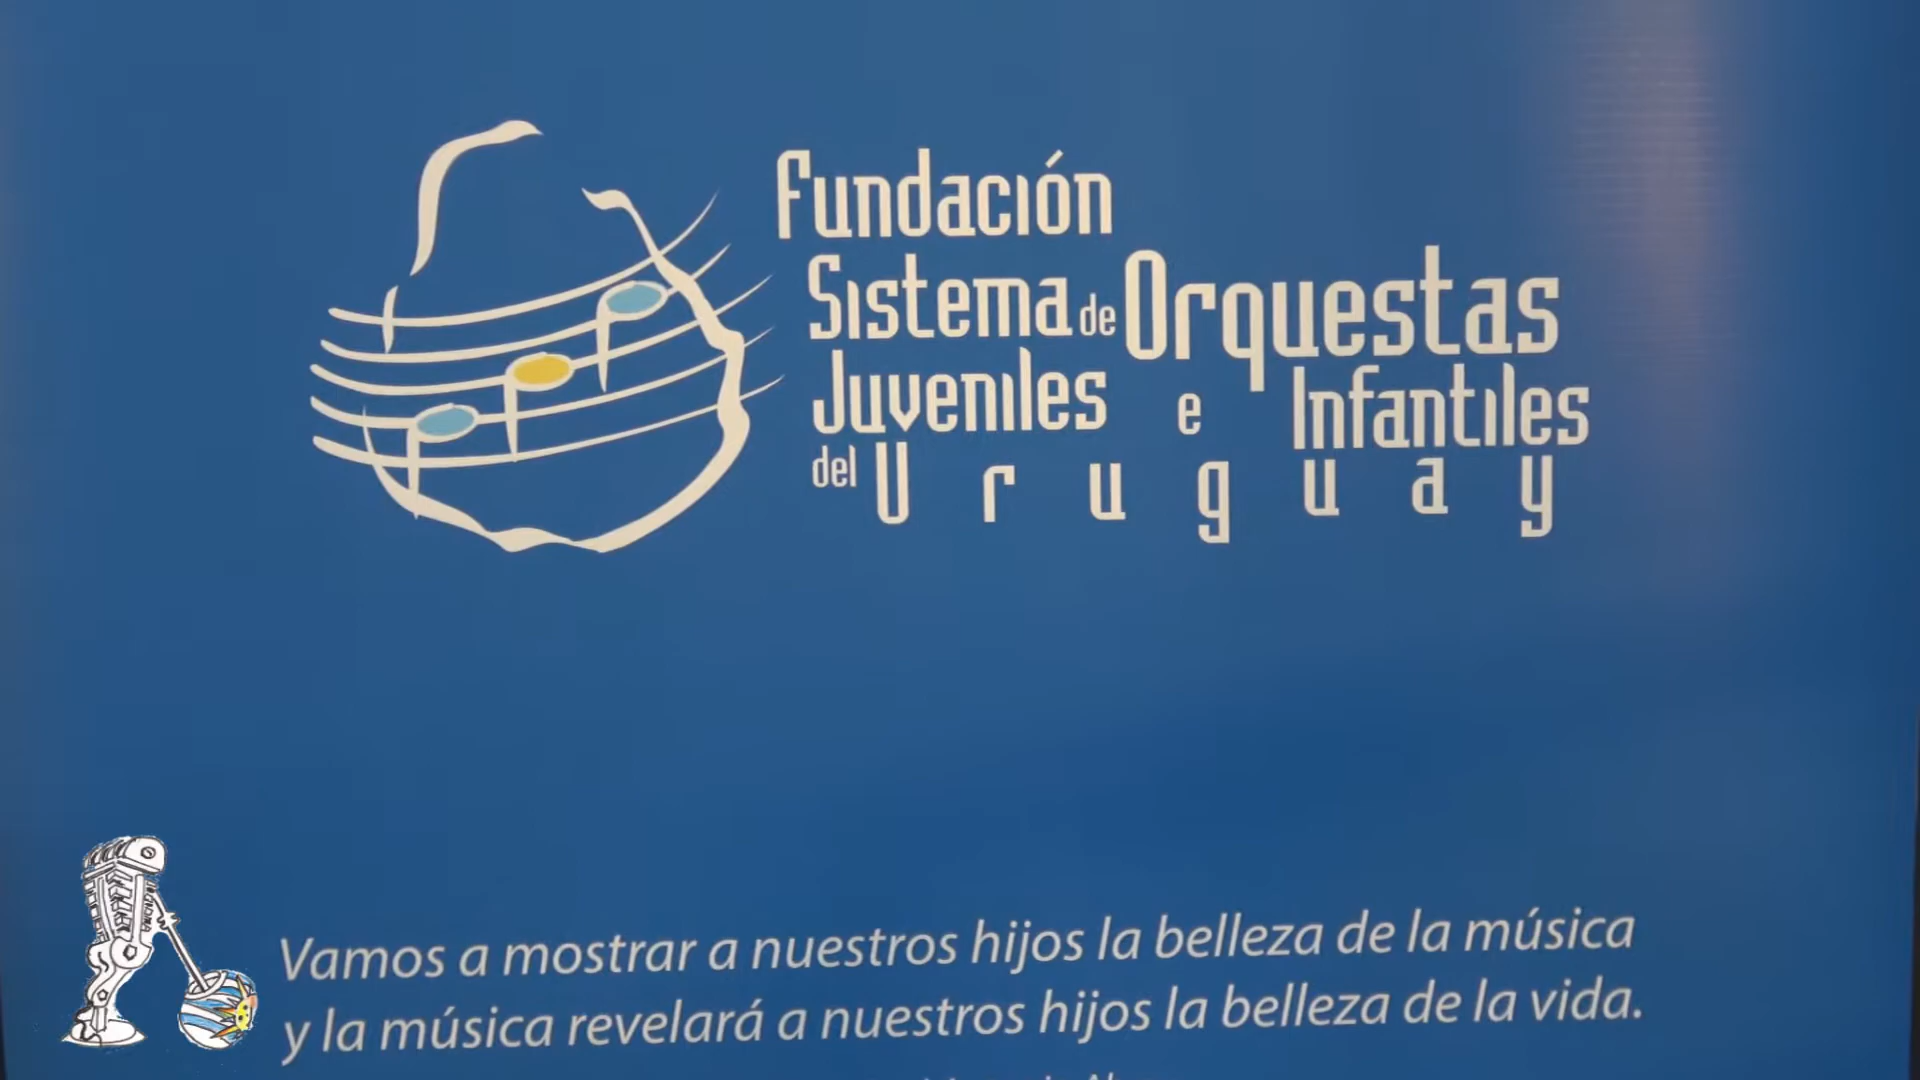 Fundación
Sistema de Orquestas
Juveniles e Infantiles
del Uruguay
Vamos a mostrar a nuestros hijos la belleza de la música
y la música revelará a nuestros hijos la belleza de la vida.